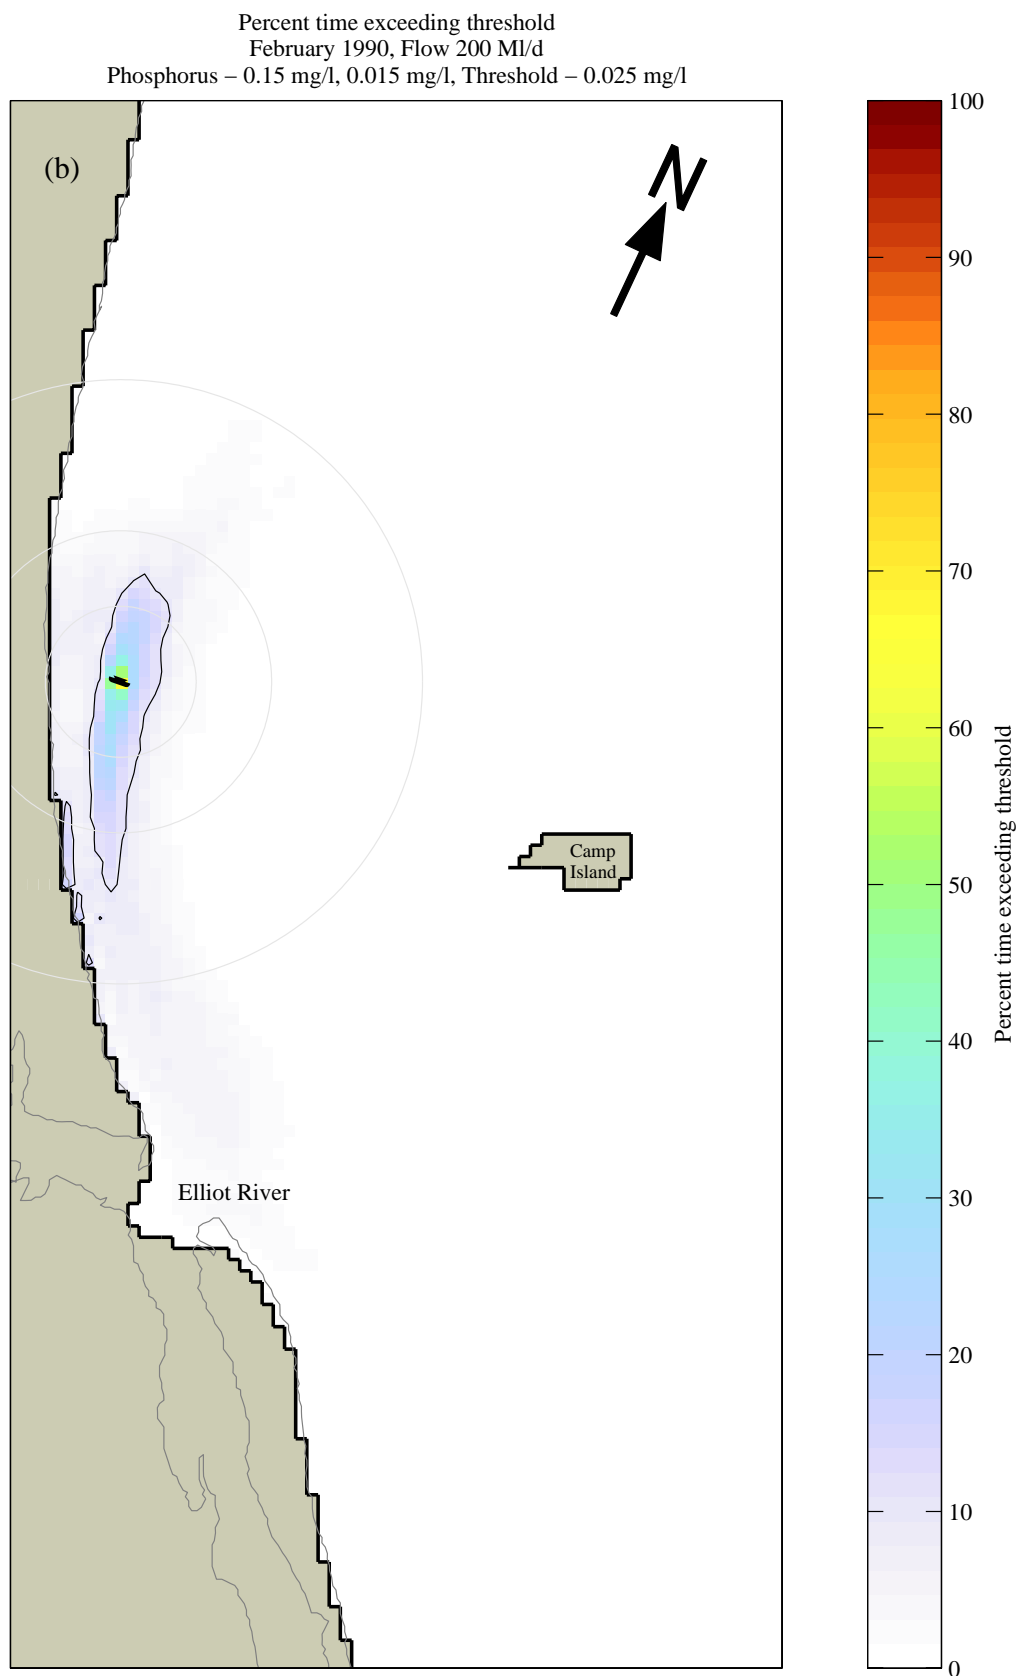 Percent time exceeding threshold
February 1990, Flow 200 Ml/d
Phosphorus – 0.15 mg/l, 0.015 mg/l, Threshold – 0.025 mg/l
(b)
N
Camp
Island
Elliot River
100
90
80
70
60
50
40
30
20
10
0
Percent time exceeding threshold